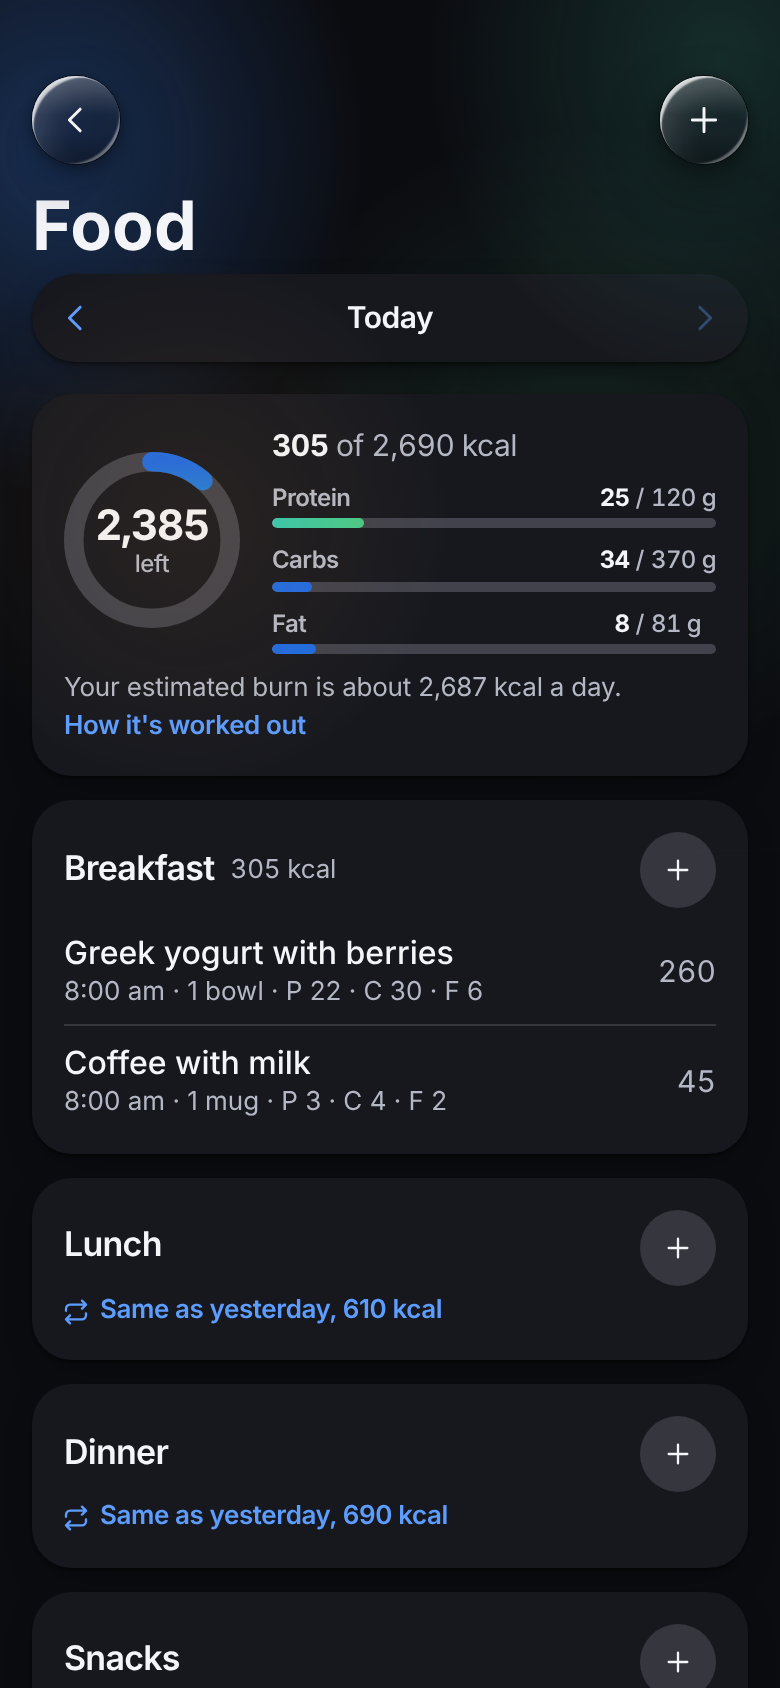 Food
Today
2,385
left
305 of 2,690 kcal
Protein 25 / 120 g
Carbs 34 / 370 g
Fat 8 / 81 g
Your estimated burn is about 2,687 kcal a day.
How it's worked out
Breakfast 305 kcal
Greek yogurt with berries 260
8:00 am · 1 bowl · P 22 · C 30 · F 6
Coffee with milk 45
8:00 am · 1 mug · P 3 · C 4 · F 2
Lunch
Same as yesterday, 610 kcal
Dinner
Same as yesterday, 690 kcal
Snacks